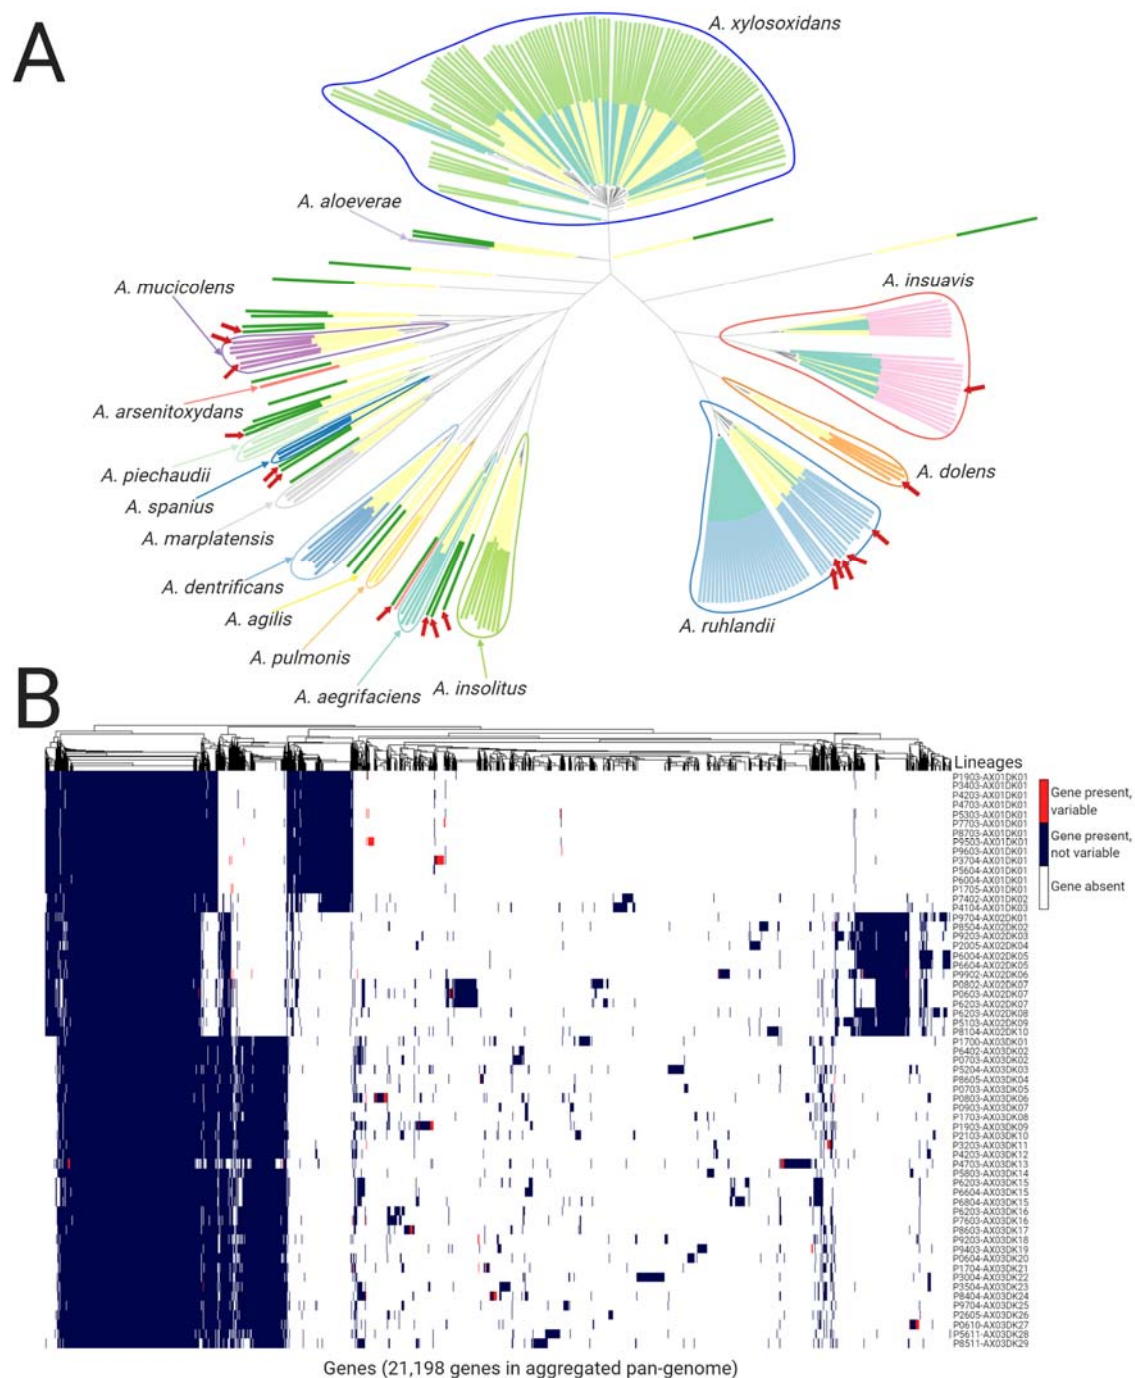 A
A. xylosoxidans
A. aloeverae
A. mucicolens
A. insuavis
A. arsenitoxydans
A. piechaudii
A. dolens
A. spanius
A. marplatensis
A. dentrificans
A. agilis
A. ruhlandii
A. pulmonis
A. aegrifaciens
A. insolitus
B
Lineages
P1903-AX01DK01
P3403-AX01DK01
P4203-AX01DK01
P4703-AX01DK01
P5303-AX01DK01
P7703-AX01DK01
P8703-AX01DK01
P9503-AX01DK01
P9603-AX01DK01
P3704-AX01DK01
P5604-AX01DK01
P6004-AX01DK01
P1705-AX01DK01
P7402-AX01DK02
P4104-AX01DK03
P9704-AX02DK01
P8504-AX02DK02
P9203-AX02DK03
P2005-AX02DK04
P6004-AX02DK05
P6604-AX02DK05
P9902-AX02DK06
P0802-AX02DK07
P0603-AX02DK07
P6203-AX02DK07
P6203-AX02DK08
P5103-AX02DK09
P8104-AX02DK10
P1700-AX03DK01
P6402-AX03DK02
P0703-AX03DK02
P5204-AX03DK03
P8605-AX03DK04
P0703-AX03DK05
P0803-AX03DK06
P0903-AX03DK07
P1703-AX03DK08
P1903-AX03DK09
P2103-AX03DK10
P3203-AX03DK11
P4203-AX03DK12
P4703-AX03DK13
P5803-AX03DK14
P6203-AX03DK15
P6604-AX03DK15
P6804-AX03DK15
P6203-AX03DK16
P7603-AX03DK16
P8603-AX03DK17
P9203-AX03DK18
P9403-AX03DK19
P0604-AX03DK20
P1704-AX03DK21
P3004-AX03DK22
P3504-AX03DK23
P8404-AX03DK24
P9704-AX03DK25
P2605-AX03DK26
P0610-AX03DK27
P5611-AX03DK28
P8511-AX03DK29
Gene present,
variable
Gene present,
not variable
Gene absent
Genes (21,198 genes in aggregated pan-genome)